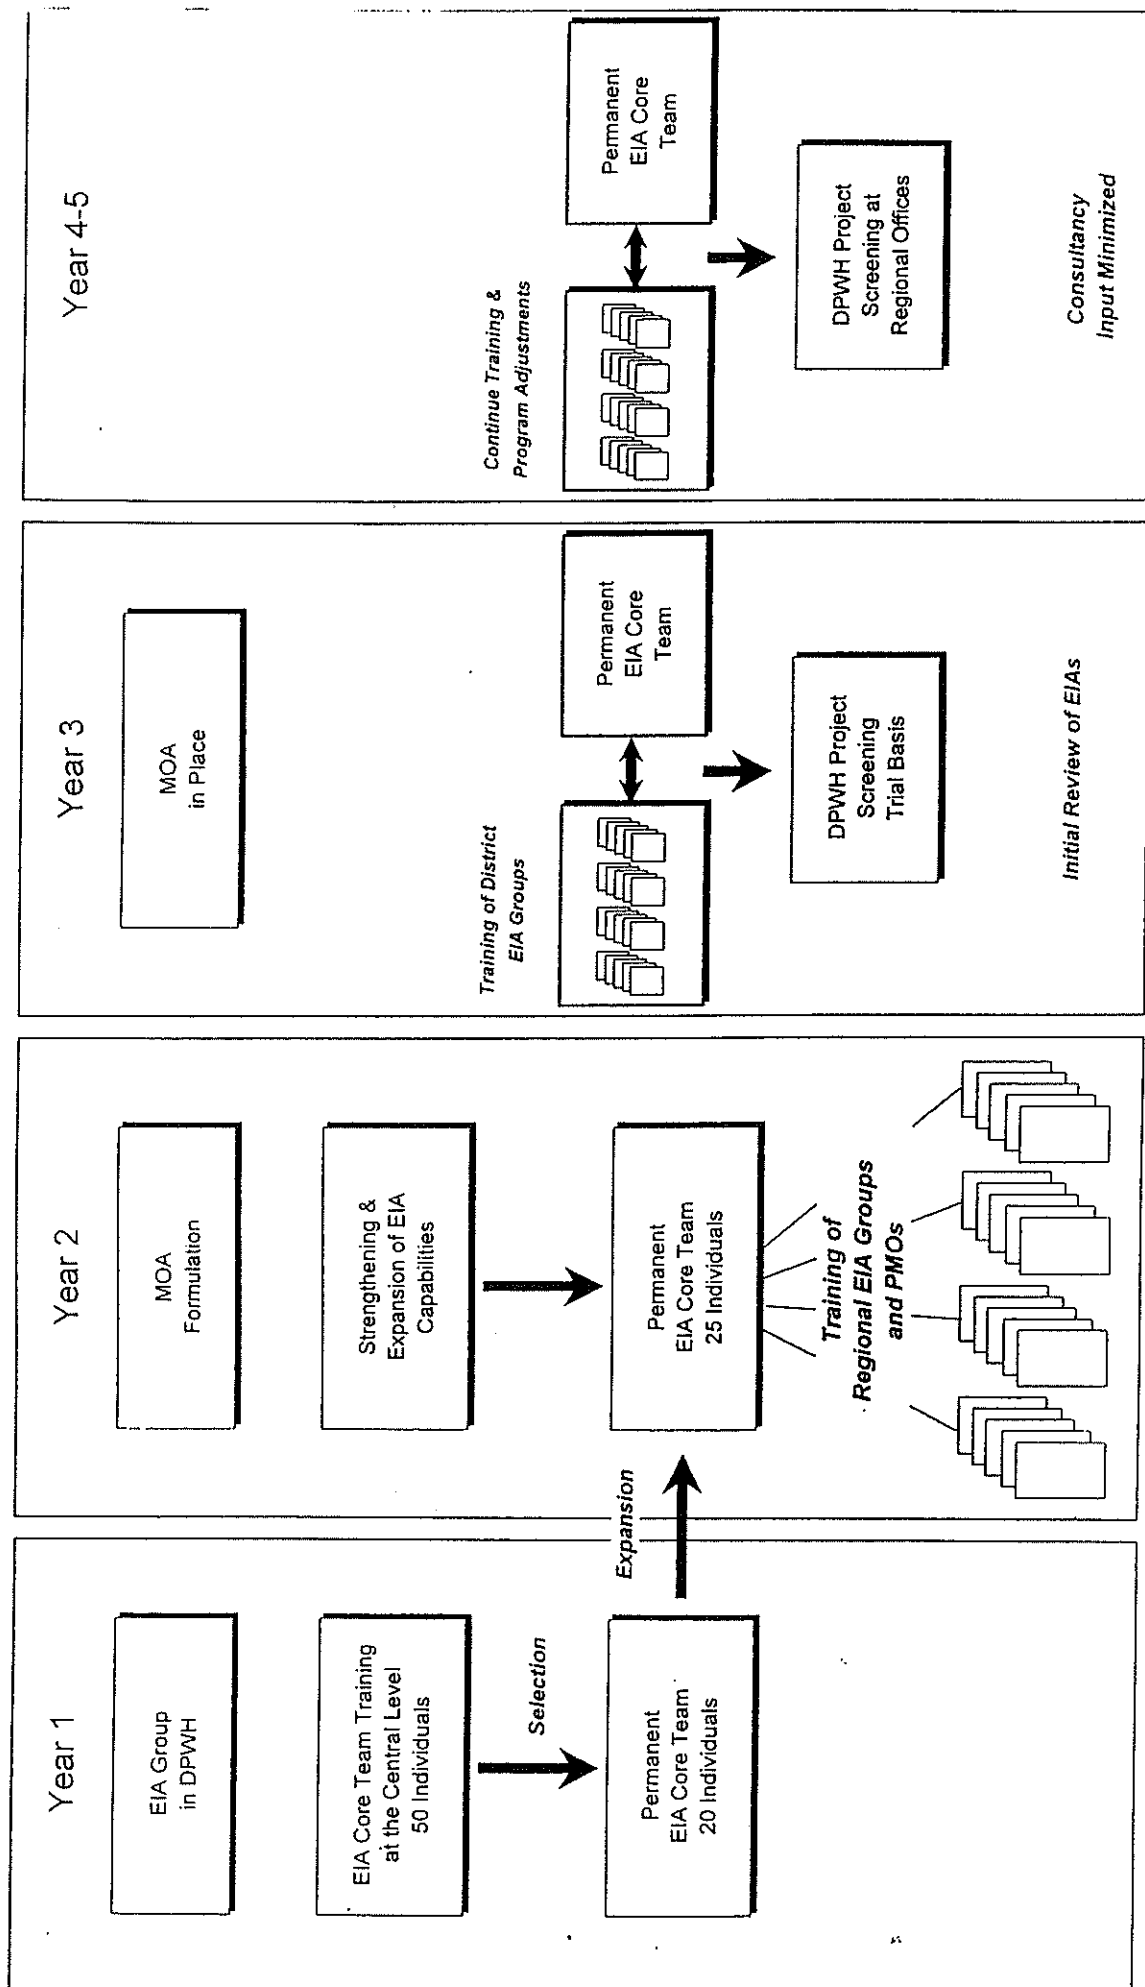 Year 1
EIA Group
in DPWH
EIA Core Team Training
at the Central Level
50 Individuals
Selection
Permanent
EIA Core Team
20 Individuals
Expansion
Year 2
MOA
Formulation
Strengthening &
Expansion of EIA
Capabilities
Permanent
EIA Core Team
25 Individuals
Training of
Regional EIA Groups
and PMOs
Year 3
MOA
in Place
Training of District
EIA Groups
Permanent
EIA Core
Team
DPWH Project
Screening
Trial Basis
Initial Review of EIAs
Year 4-5
Continue Training &
Program Adjustments
Permanent
EIA Core
Team
DPWH Project
Screening at
Regional Offices
Consultancy
Input Minimized